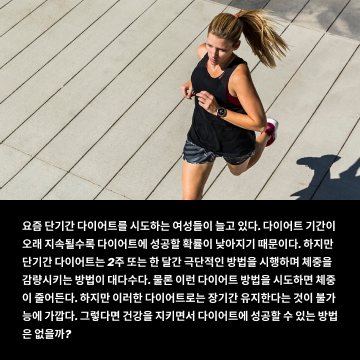 요즘 단기간 다이어트를 시도하는 여성들이 늘고 있다. 다이어트 기간이
오래 지속될수록 다이어트에 성공할 확률이 낮아지기 때문이다. 하지만
단기간 다이어트는 2주 또는 한 달간 극단적인 방법을 시행하며 체중을
감량시키는 방법이 대다수다. 물론 이런 다이어트 방법을 시도하면 체중
이 줄어든다. 하지만 이러한 다이어트로는 장기간 유지한다는 것이 불가
능에 가깝다. 그렇다면 건강을 지키면서 다이어트에 성공할 수 있는 방법
은 없을까?